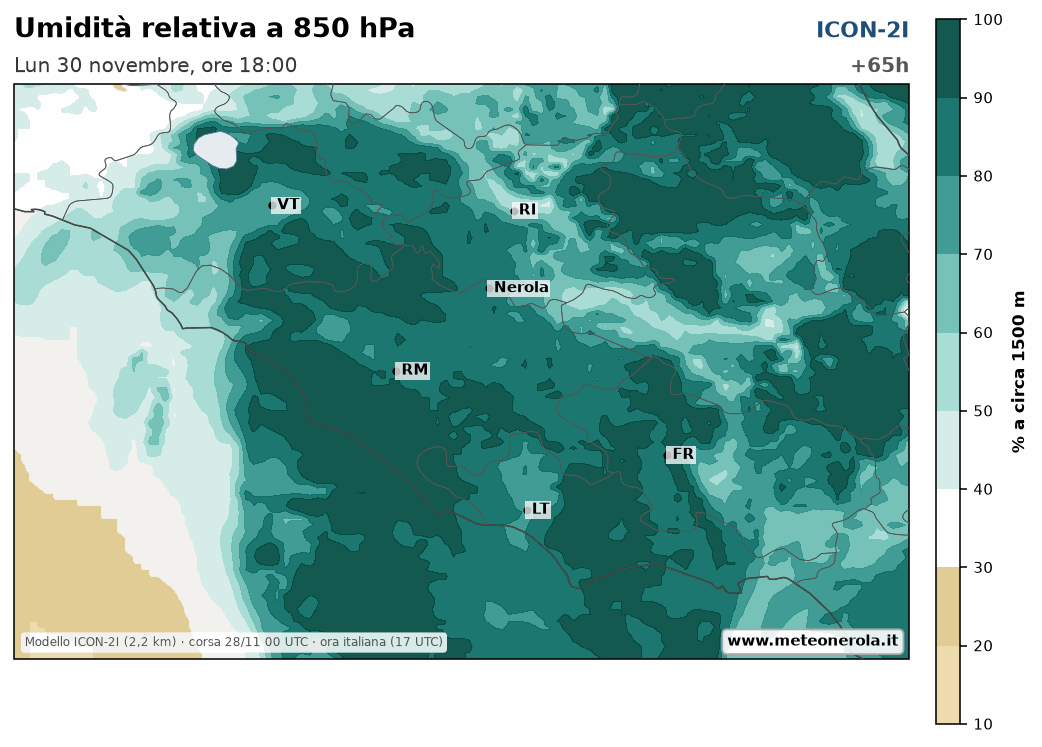 Umidità relativa a 850 hPa
ICON-2I
Lun 30 novembre, ore 18:00
+65h
100
90
80
70
60
50
40
30
20
10
% a circa 1500 m
VT
RI
Nerola
RM
FR
LT
Modello ICON-2I (2,2 km) · corsa 28/11 00 UTC · ora italiana (17 UTC)
www.meteonerola.it